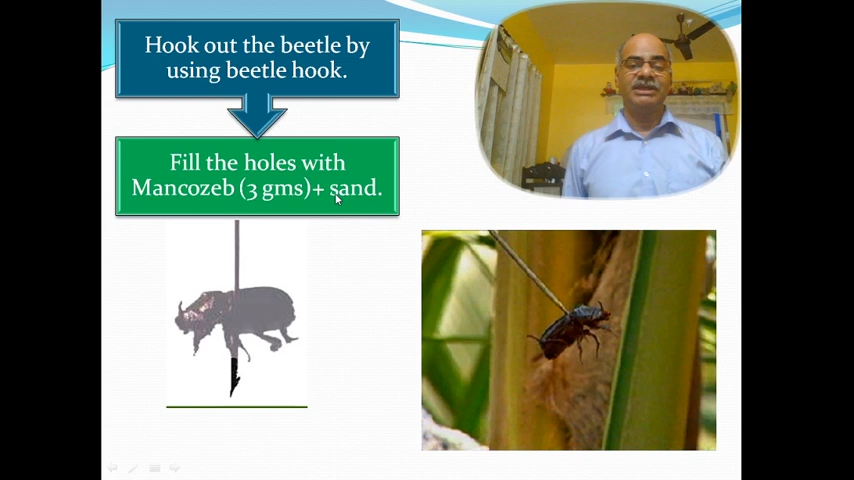 Hook out the beetle by
using beetle hook.
Fill the holes with
Mancozeb (3 gms)+ sand.